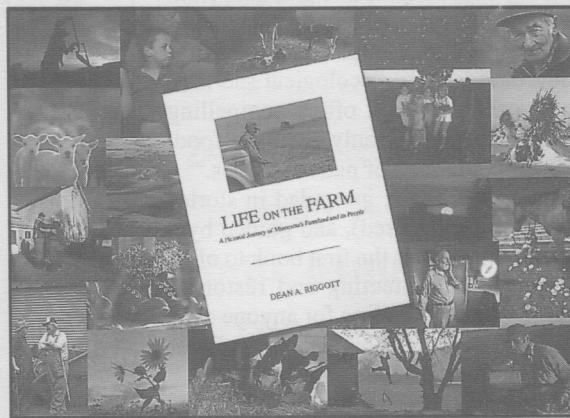 LIFE ON THE FARM
A Pictorial Journey of Minnesota's Farmland and its People
DEAN A. RIGGOTT